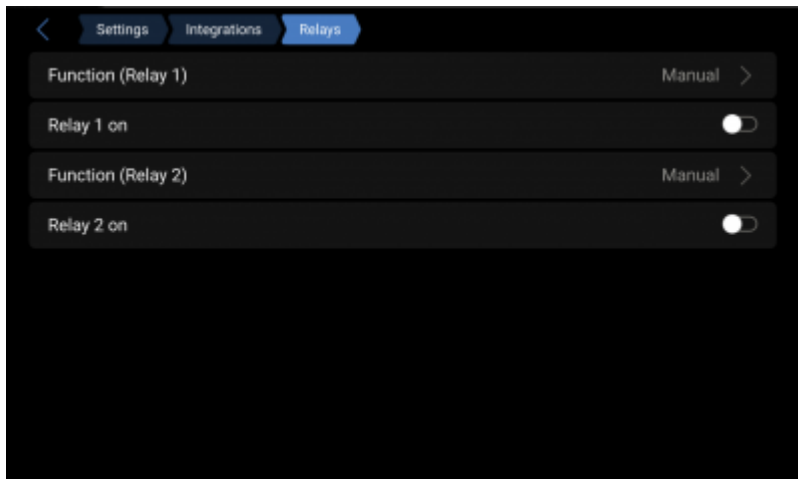 Settings Integrations Relays
Function (Relay 1) Manual
Relay 1 on
Function (Relay 2) Manual
Relay 2 on